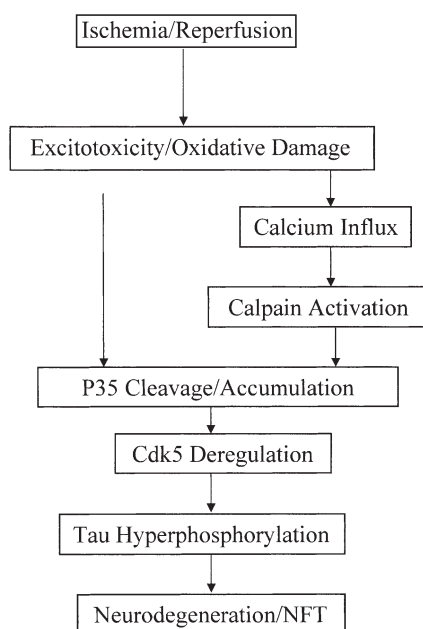 Ischemia/Reperfusion
Excitotoxicity/Oxidative Damage
Calcium Influx
Calpain Activation
P35 Cleavage/Accumulation
Cdk5 Deregulation
Tau Hyperphosphorylation
Neurodegeneration/NFT